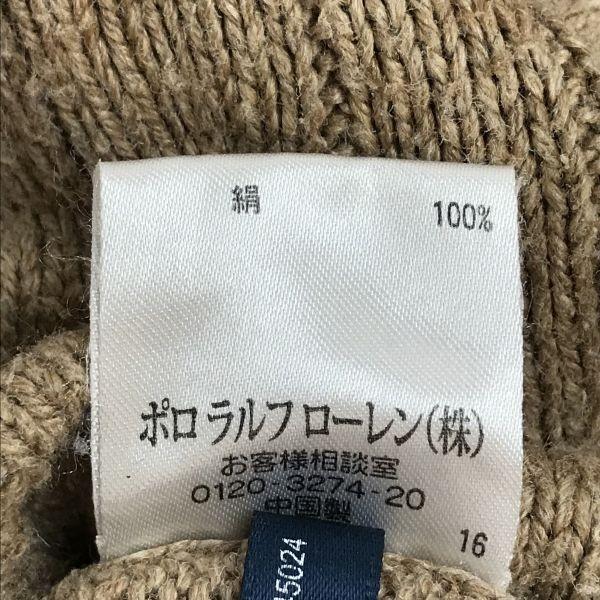 絹 100%
ポロ ラルフ ローレン(株)
お客様相談室
0120-3274-20
中国製
16
15024